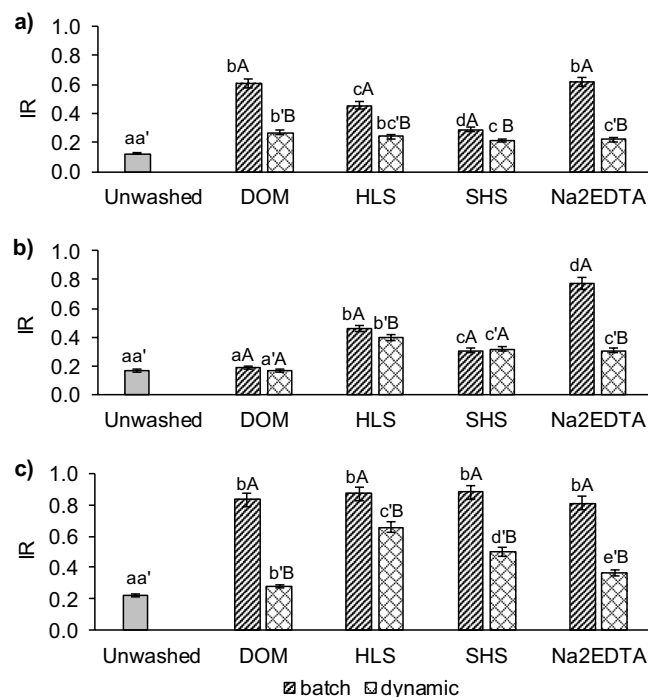 a)
1.0
0.8
0.6
0.4
0.2
0.0
IR
aa'
bA
b'B
cA
bc'B
dA
c B
bA
c'B
Unwashed DOM HLS SHS Na2EDTA
b)
1.0
0.8
0.6
0.4
0.2
0.0
IR
aa'
aA
a'A
bA
b'B
cA
c'A
dA
c'B
Unwashed DOM HLS SHS Na2EDTA
c)
1.0
0.8
0.6
0.4
0.2
0.0
IR
aa'
bA
b'B
bA
c'B
bA
d'B
bA
e'B
Unwashed DOM HLS SHS Na2EDTA
batch dynamic